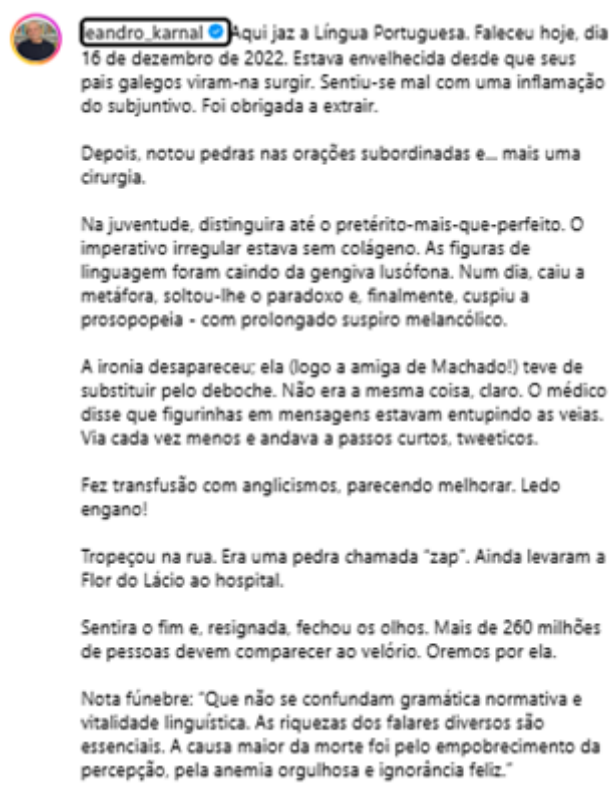 leandro_karnal Aqui jaz a Língua Portuguesa. Faleceu hoje, dia
16 de dezembro de 2022. Estava envelhecida desde que seus
pais galegos viram-na surgir. Sentiu-se mal com uma inflamação
do subjuntivo. Foi obrigada a extrair.
Depois, notou pedras nas orações subordinadas e... mais uma
cirurgia.
Na juventude, distinguira até o pretérito-mais-que-perfeito. O
imperativo irregular estava sem colágeno. As figuras de
linguagem foram caindo da gengiva lusófona. Num dia, caiu a
metáfora, soltou-lhe o paradoxo e, finalmente, cuspiu a
prosopopeia - com prolongado suspiro melancólico.
A ironia desapareceu; ela (logo a amiga de Machado!) teve de
substituir pelo deboche. Não era a mesma coisa, claro. O médico
disse que figurinhas em mensagens estavam entupindo as veias.
Via cada vez menos e andava a passos curtos, tweeticos.
Fez transfusão com anglicismos, parecendo melhorar. Ledo
engano!
Tropeçou na rua. Era uma pedra chamada "zap". Ainda levaram a
Flor do Lácio ao hospital.
Sentira o fim e, resignada, fechou os olhos. Mais de 260 milhões
de pessoas devem comparecer ao velório. Oremos por ela.
Nota fúnebre: "Que não se confundam gramática normativa e
vitalidade linguística. As riquezas dos falares diversos são
essenciais. A causa maior da morte foi pelo empobrecimento da
percepção, pela anemia orgulhosa e ignorância feliz."